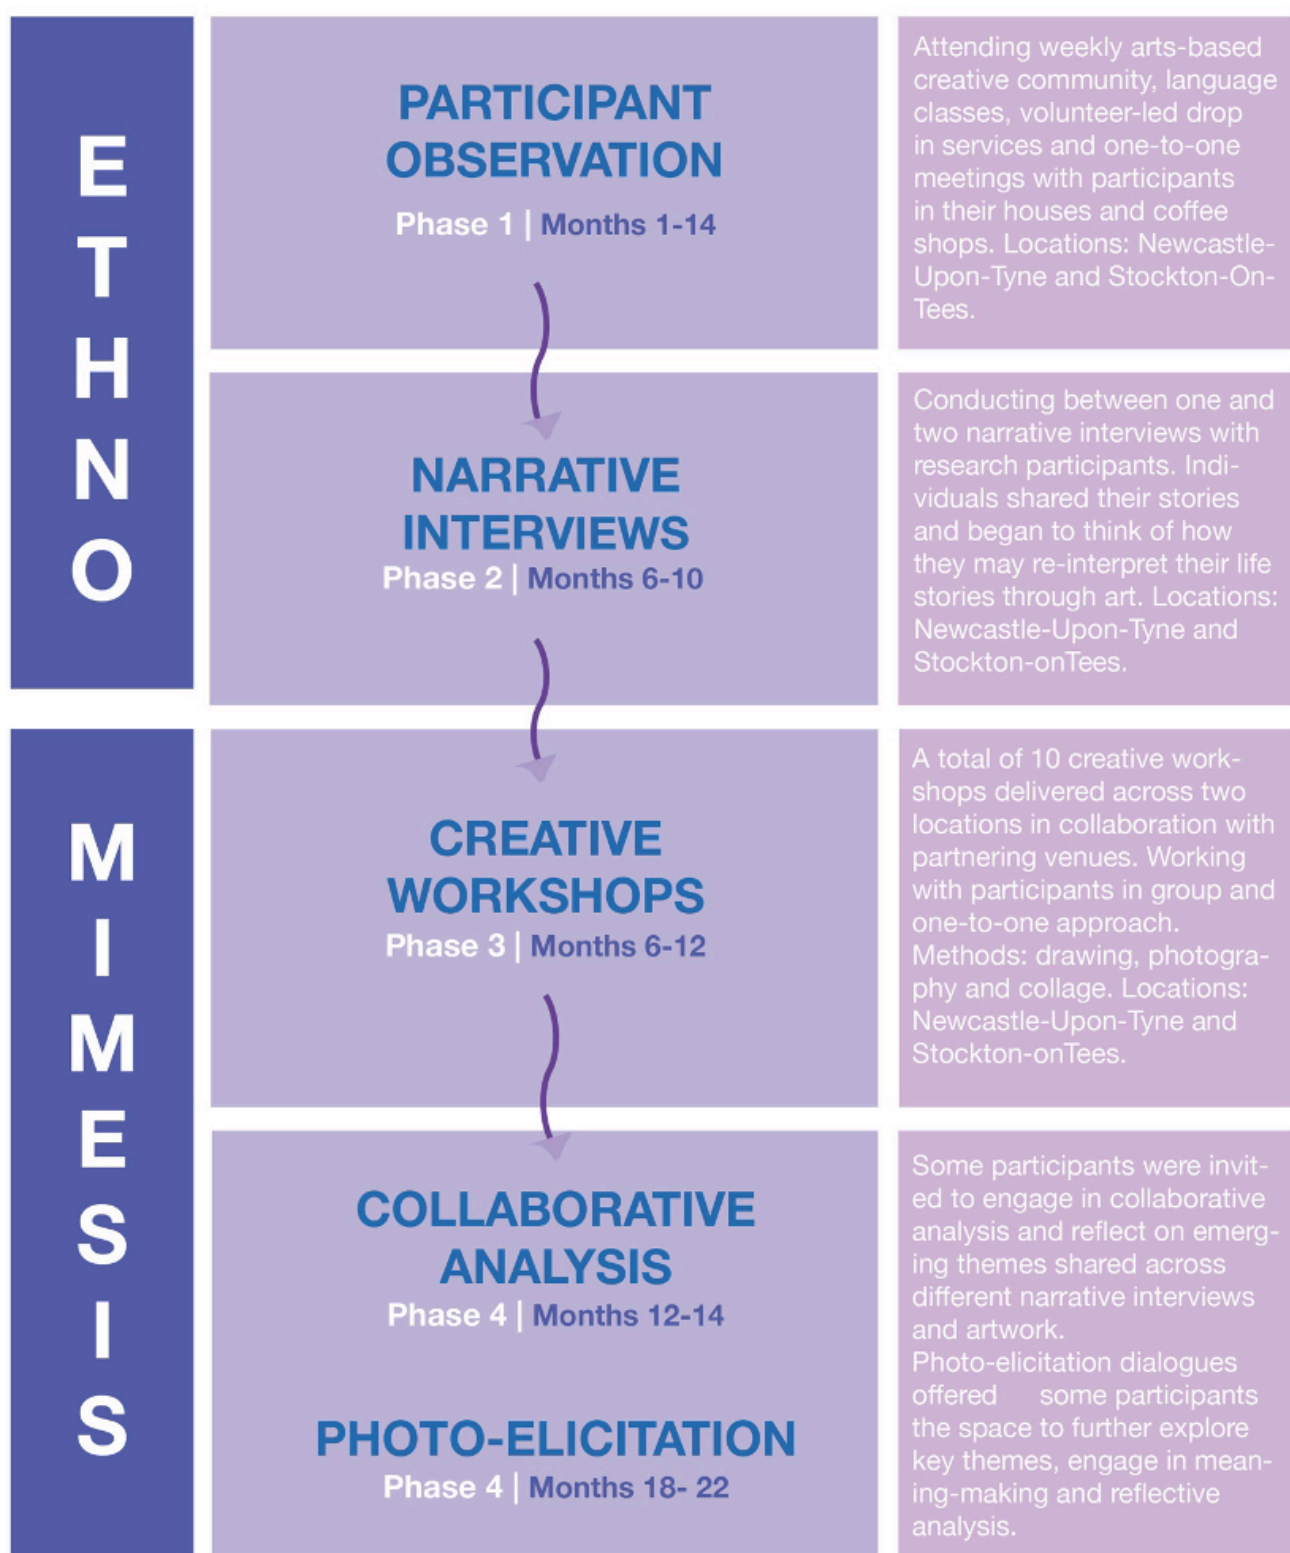 ETHNO
PARTICIPANT
OBSERVATION
Phase 1 | Months 1-14
Attending weekly arts-based
creative community, language
classes, volunteer-led drop
in services and one-to-one
meetings with participants
in their houses and coffee
shops. Locations: Newcastle-
Upon-Tyne and Stockton-On-
Tees.
NARRATIVE
INTERVIEWS
Phase 2 | Months 6-10
Conducting between one and
two narrative interviews with
research participants. Indi-
viduals shared their stories
and began to think of how
they may re-interpret their life
stories through art. Locations:
Newcastle-Upon-Tyne and
Stockton-onTees.
MIMESIS
CREATIVE
WORKSHOPS
Phase 3 | Months 6-12
A total of 10 creative work-
shops delivered across two
locations in collaboration with
partnering venues. Working
with participants in group and
one-to-one approach.
Methods: drawing, photogra-
phy and collage. Locations:
Newcastle-Upon-Tyne and
Stockton-onTees.
COLLABORATIVE
ANALYSIS
Phase 4 | Months 12-14
PHOTO-ELICITATION
Phase 4 | Months 18- 22
Some participants were invit-
ed to engage in collaborative
analysis and reflect on emerg-
ing themes shared across
different narrative interviews
and artwork.
Photo-elicitation dialogues
offered some participants
the space to further explore
key themes, engage in mean-
ing-making and reflective
analysis.